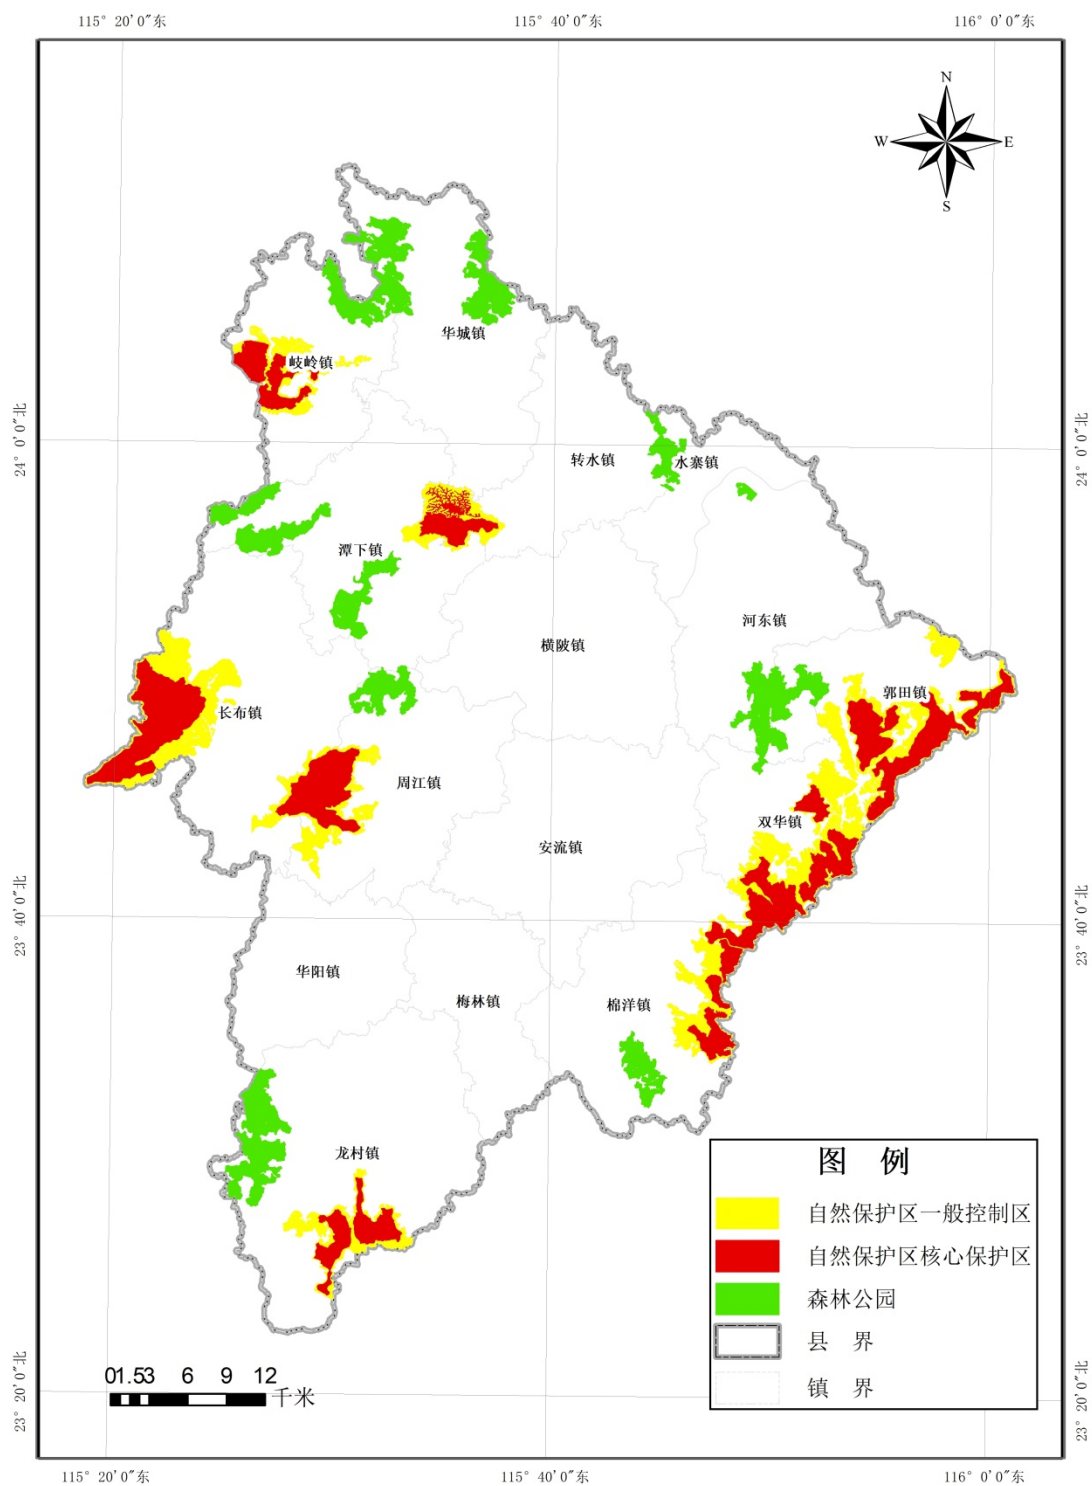 115° 20′0″东
115° 40′0″东
116° 0′0″东
N
W
E
S
华城镇
岐岭镇
24° 0′0″北
24° 0′0″北
转水镇
水寨镇
潭下镇
河东镇
横陂镇
郭田镇
长布镇
周江镇
双华镇
安流镇
23° 40′0″北
23° 40′0″北
华阳镇
梅林镇
棉洋镇
龙村镇
图 例
自然保护区一般控制区
自然保护区核心保护区
森林公园
县 界
镇 界
01.53 6 9 12
千米
23° 20′0″北
23° 20′0″北
115° 20′0″东
115° 40′0″东
116° 0′0″东